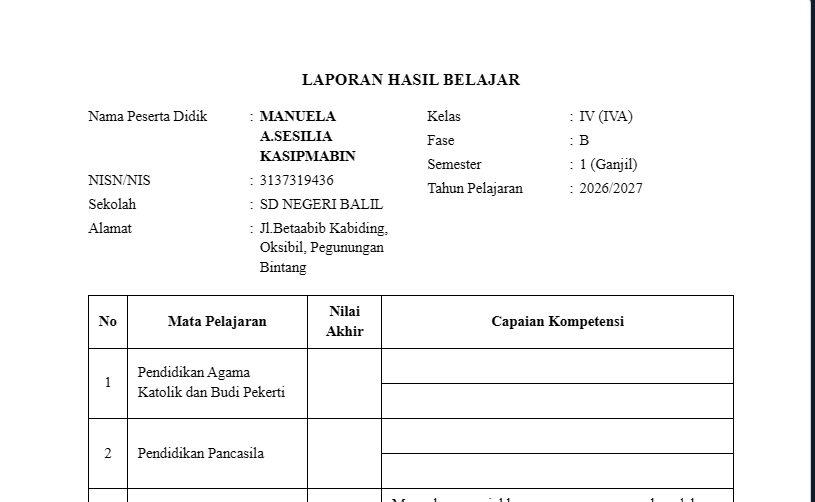 LAPORAN HASIL BELAJAR
Nama Peserta Didik : MANUELA
A.SESILIA
KASIPMABIN
NISN/NIS : 3137319436
Sekolah : SD NEGERI BALIL
Alamat : Jl.Betaabib Kabiding,
Oksibil, Pegunungan
Bintang
Kelas : IV (IVA)
Fase : B
Semester : 1 (Ganjil)
Tahun Pelajaran : 2026/2027
No Mata Pelajaran Nilai Akhir Capaian Kompetensi
1 Pendidikan Agama
Katolik dan Budi Pekerti
2 Pendidikan Pancasila